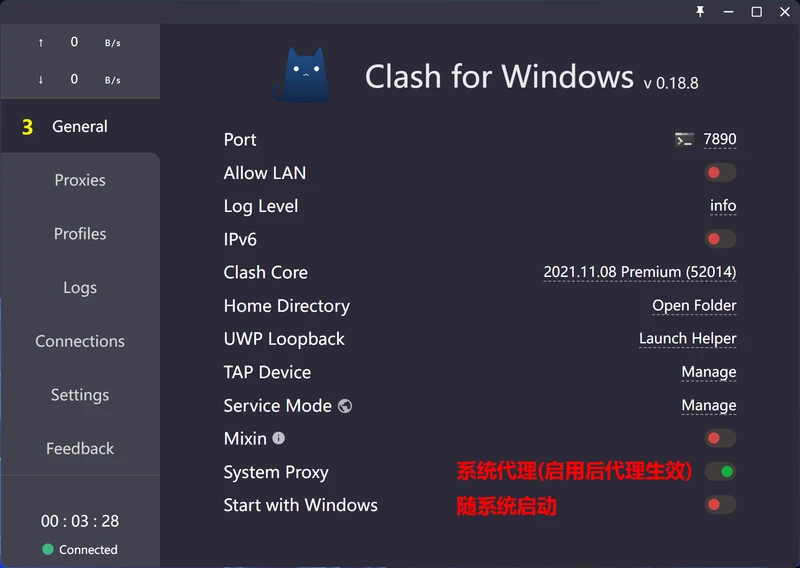 ↑ 0 B/s
↓ 0 B/s
3 General
Proxies
Profiles
Logs
Connections
Settings
Feedback
00 : 03 : 28
Connected
Clash for Windows v 0.18.8
Port 7890
Allow LAN
Log Level info
IPv6
Clash Core 2021.11.08 Premium (52014)
Home Directory Open Folder
UWP Loopback Launch Helper
TAP Device Manage
Service Mode Manage
Mixin
System Proxy 系统代理(启用后代理生效)
Start with Windows 随系统启动